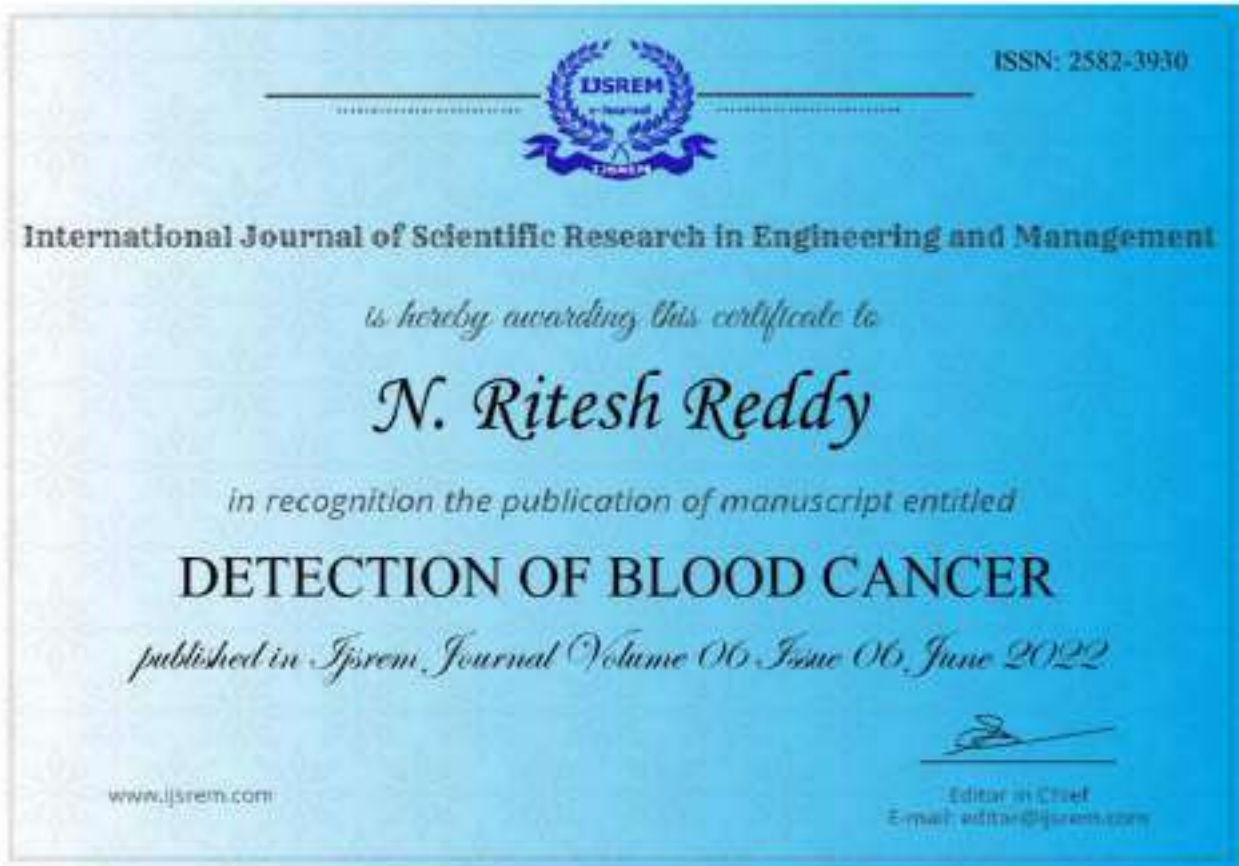 ISSN: 2582-3930
IJSREM
e-Journal
IJSREM
International Journal of Scientific Research in Engineering and Management
is hereby awarding this certificate to
N. Ritesh Reddy
in recognition the publication of manuscript entitled
DETECTION OF BLOOD CANCER
published in Ijsrem Journal Volume 06 Issue 06 June 2022
www.ijsrem.com
Editor in Chief
E-mail: editor@ijsrem.com